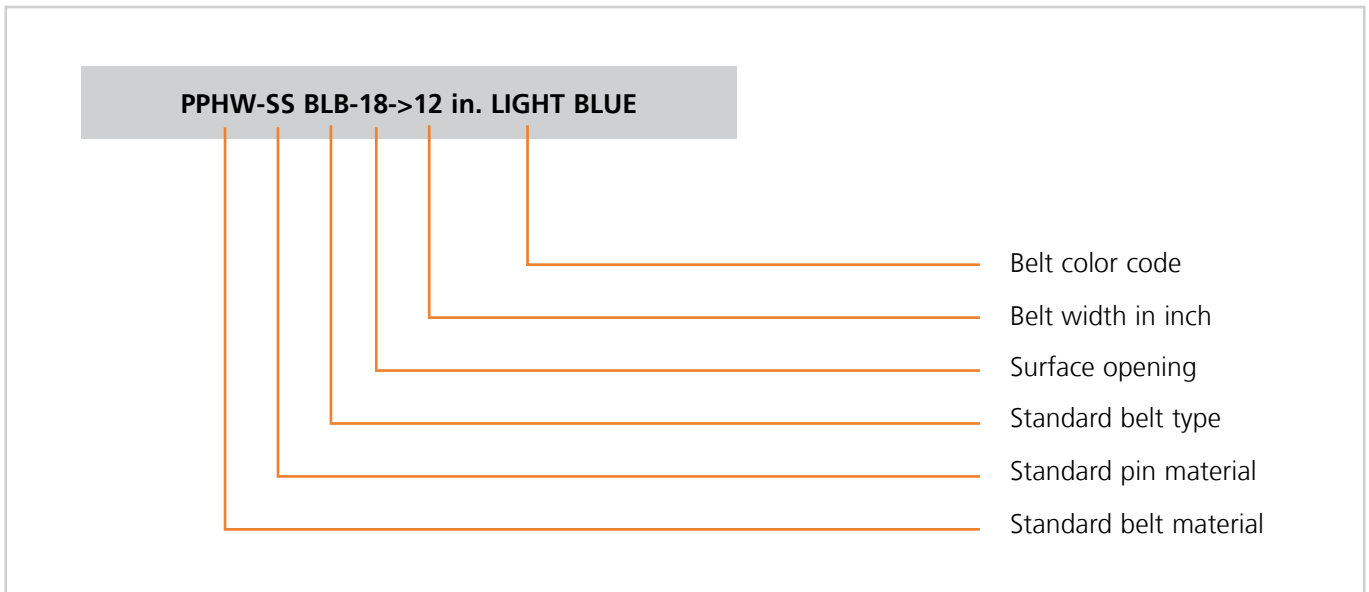 PPHW-SS BLB-18->12 in. LIGHT BLUE
Belt color code
Belt width in inch
Surface opening
Standard belt type
Standard pin material
Standard belt material